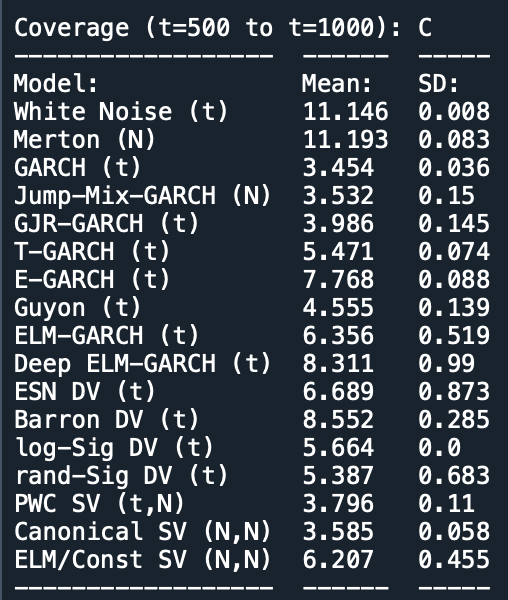 Coverage (t=500 to t=1000): C
------------------ ------ -----
Model: Mean: SD:
White Noise (t) 11.146 0.008
Merton (N) 11.193 0.083
GARCH (t) 3.454 0.036
Jump-Mix-GARCH (N) 3.532 0.15
GJR-GARCH (t) 3.986 0.145
T-GARCH (t) 5.471 0.074
E-GARCH (t) 7.768 0.088
Guyon (t) 4.555 0.139
ELM-GARCH (t) 6.356 0.519
Deep ELM-GARCH (t) 8.311 0.99
ESN DV (t) 6.689 0.873
Barron DV (t) 8.552 0.285
log-Sig DV (t) 5.664 0.0
rand-Sig DV (t) 5.387 0.683
PWC SV (t,N) 3.796 0.11
Canonical SV (N,N) 3.585 0.058
ELM/Const SV (N,N) 6.207 0.455
------------------ ------ -----